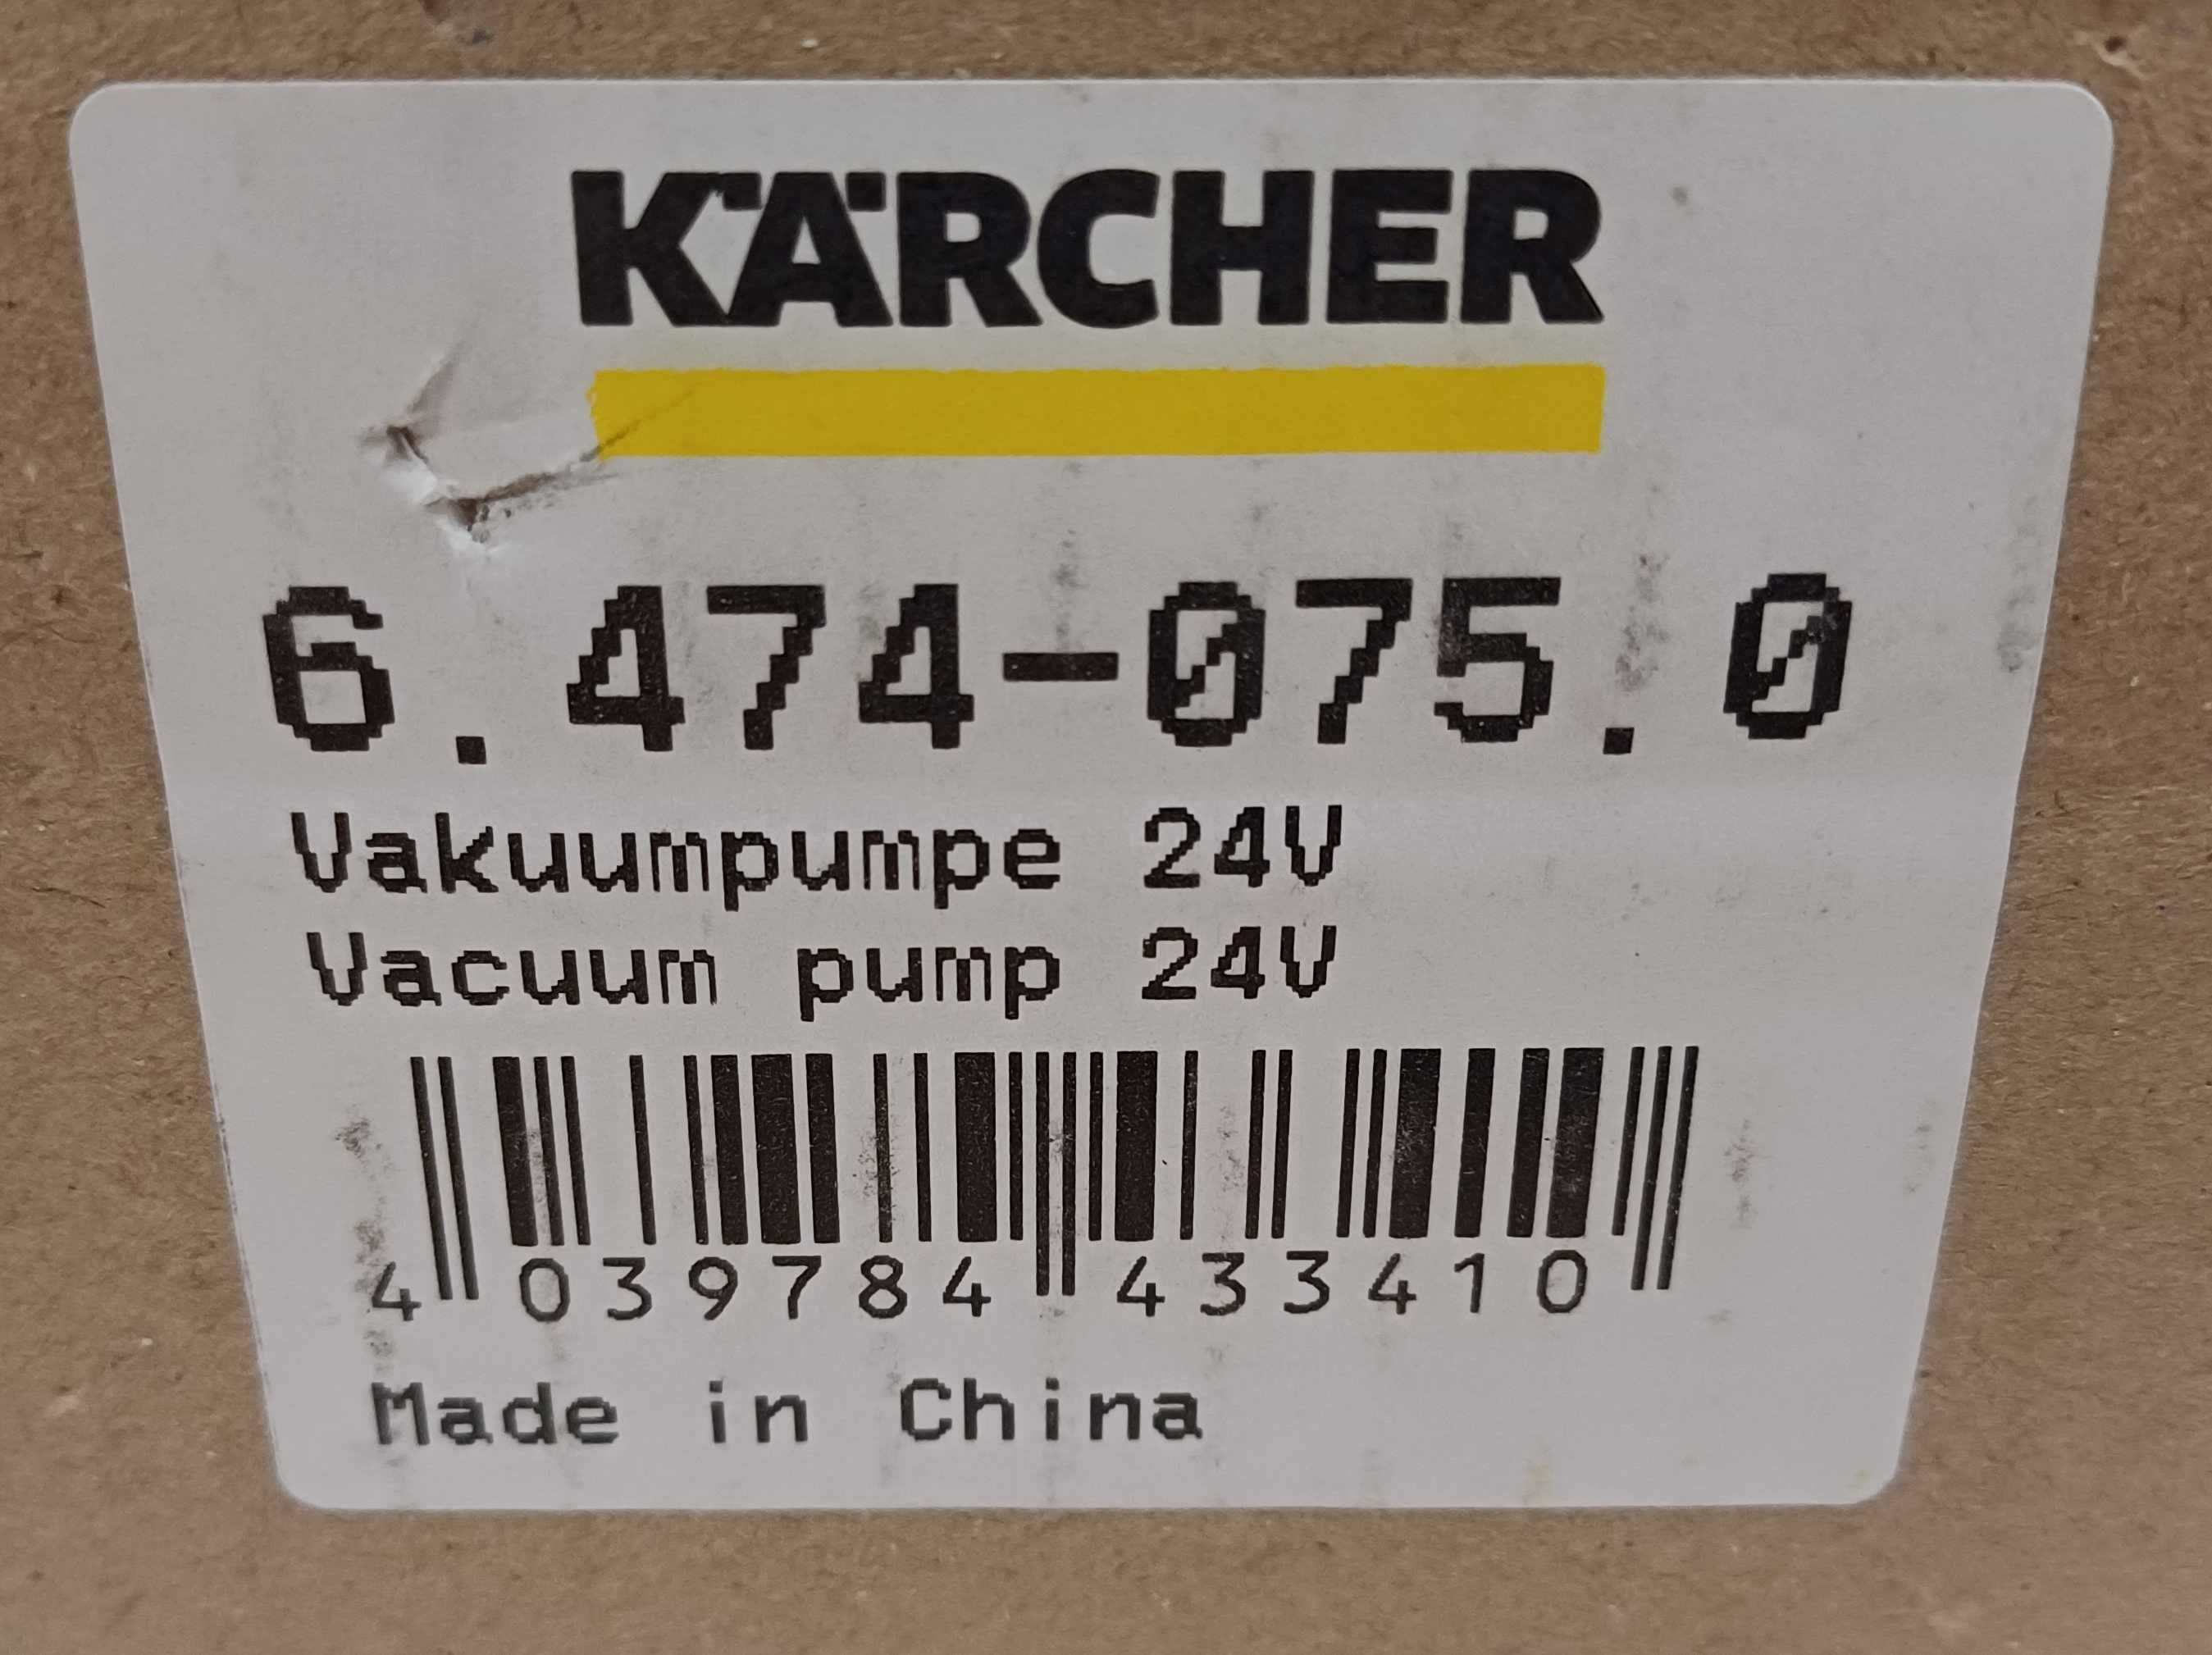 KÄRCHER
6.474-075.0
Vakuumpumpe 24V
Vacuum pump 24V
4 039784 433410
Made in China